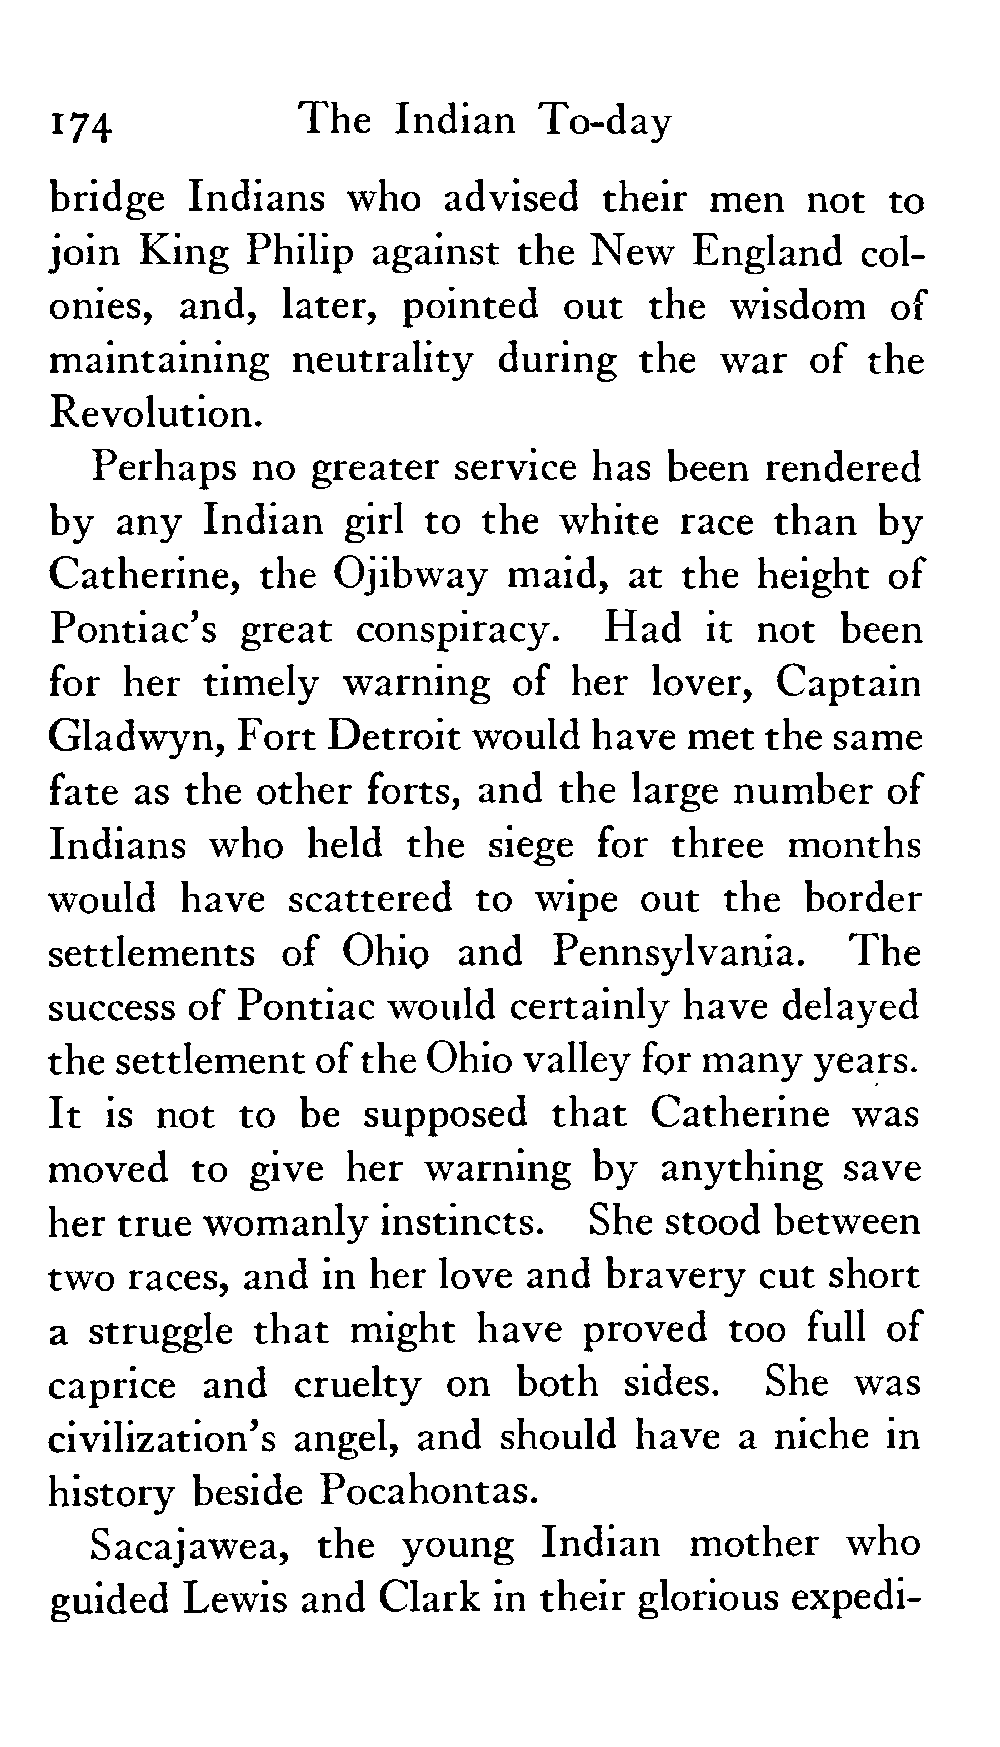 174 The Indian To-day
bridge Indians who advised their men not to
join King Philip against the New England col-
onies, and, later, pointed out the wisdom of
maintaining neutrality during the war of the
Revolution.
Perhaps no greater service has been rendered
by any Indian girl to the white race than by
Catherine, the Ojibway maid, at the height of
Pontiac's great conspiracy. Had it not been
for her timely warning of her lover, Captain
Gladwyn, Fort Detroit would have met the same
fate as the other forts, and the large number of
Indians who held the siege for three months
would have scattered to wipe out the border
settlements of Ohio and Pennsylvania. The
success of Pontiac would certainly have delayed
the settlement of the Ohio valley for many years.
It is not to be supposed that Catherine was
moved to give her warning by anything save
her true womanly instincts. She stood between
two races, and in her love and bravery cut short
a struggle that might have proved too full of
caprice and cruelty on both sides. She was
civilization's angel, and should have a niche in
history beside Pocahontas.
Sacajawea, the young Indian mother who
guided Lewis and Clark in their glorious expedi-